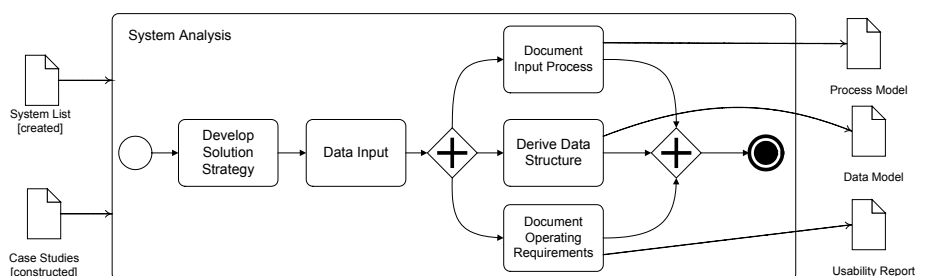 System Analysis
System List
[created]
Case Studies
[constructed]
Develop
Solution
Strategy
Data Input
Document
Input Process
Derive Data
Structure
Document
Operating
Requirements
Process Model
Data Model
Usability Report